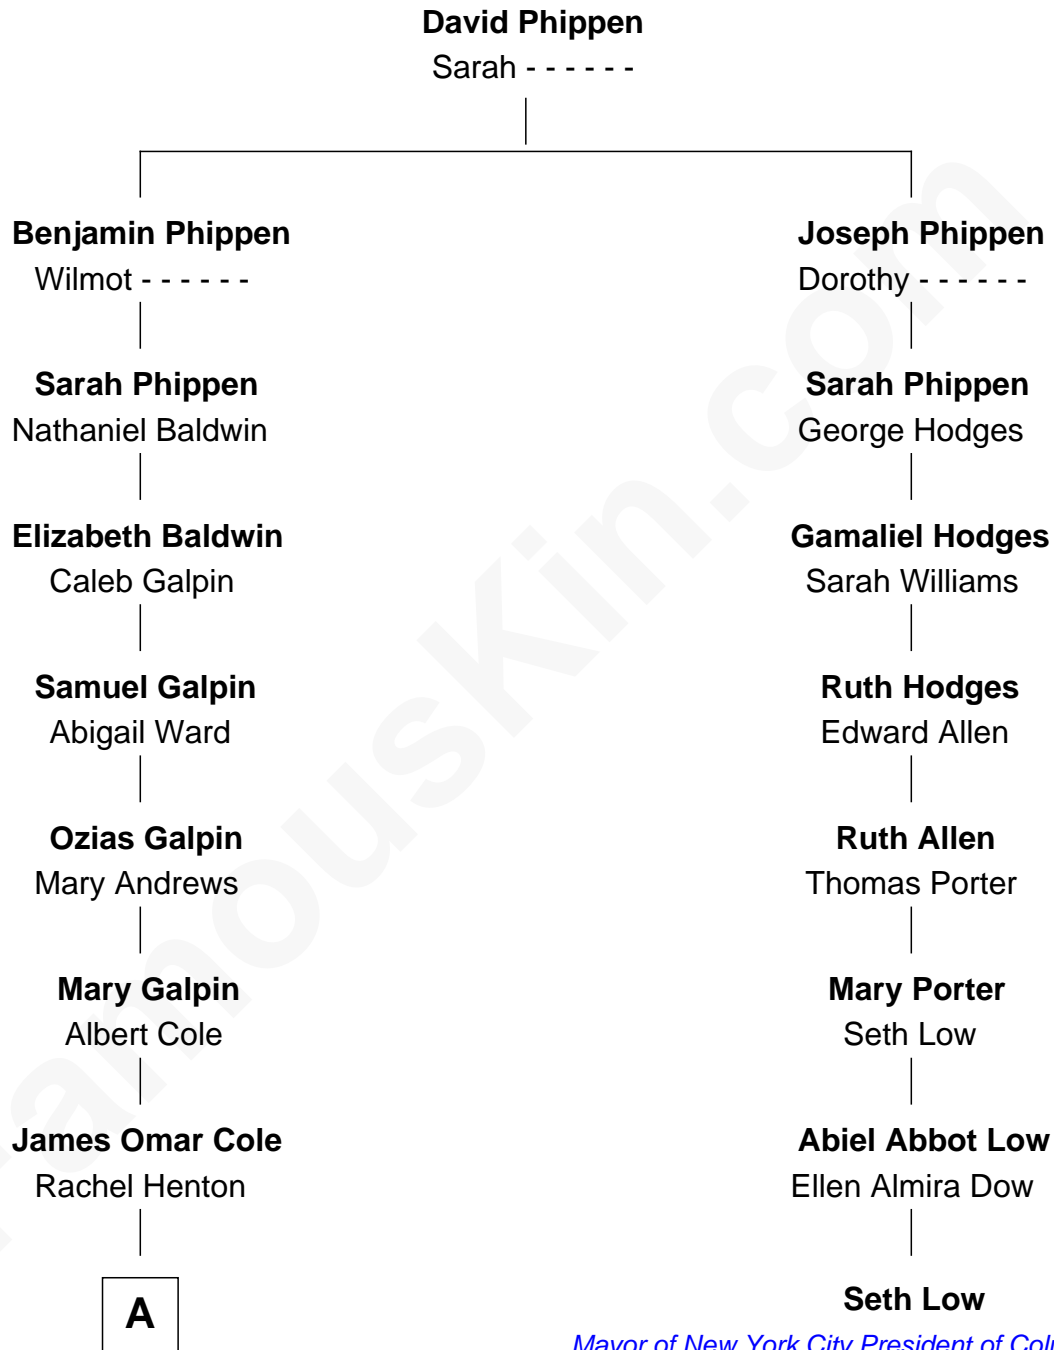 David Phippen
Sarah - - - - - -
Benjamin Phippen
Wilmot - - - - - -
Joseph Phippen
Dorothy - - - - - -
Sarah Phippen
Nathaniel Baldwin
Sarah Phippen
George Hodges
Elizabeth Baldwin
Caleb Galpin
Gamaliel Hodges
Sarah Williams
Samuel Galpin
Abigail Ward
Ruth Hodges
Edward Allen
Ozias Galpin
Mary Andrews
Ruth Allen
Thomas Porter
Mary Galpin
Albert Cole
Mary Porter
Seth Low
James Omar Cole
Rachel Henton
Abiel Abbot Low
Ellen Almira Dow
A
Seth Low
Mayor of New York City President of Colu
FamousKin.com